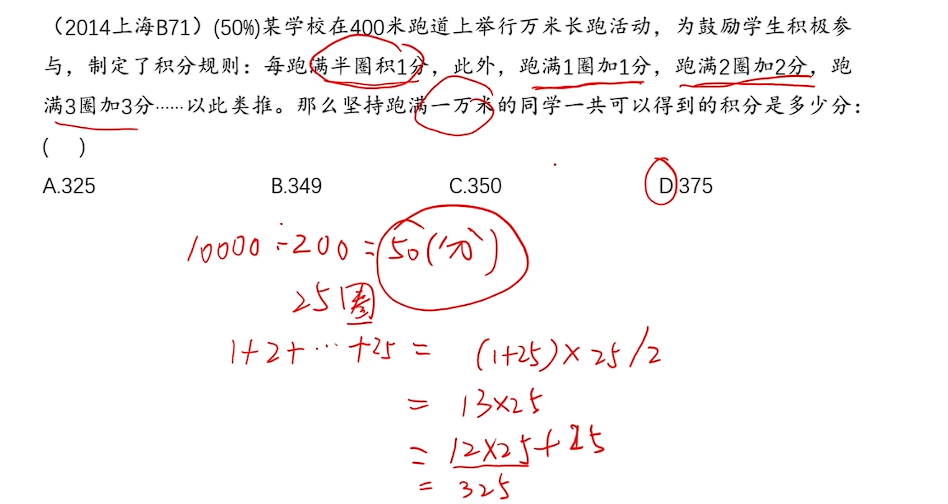 （2014上海B71）(50%)某学校在400米跑道上举行万米长跑活动，为鼓励学生积极参
与，制定了积分规则：每跑满半圈积1分，此外，跑满1圈加1分，跑满2圈加2分，跑
满3圈加3分……以此类推。那么坚持跑满一万米的同学一共可以得到的积分是多少分：
(    )
A.325 B.349 C.350 D.375
10000÷200=50(分)
25圈
1+2+…+25 = (1+25)×25/2
= 13×25
= 12×25+25
= 325